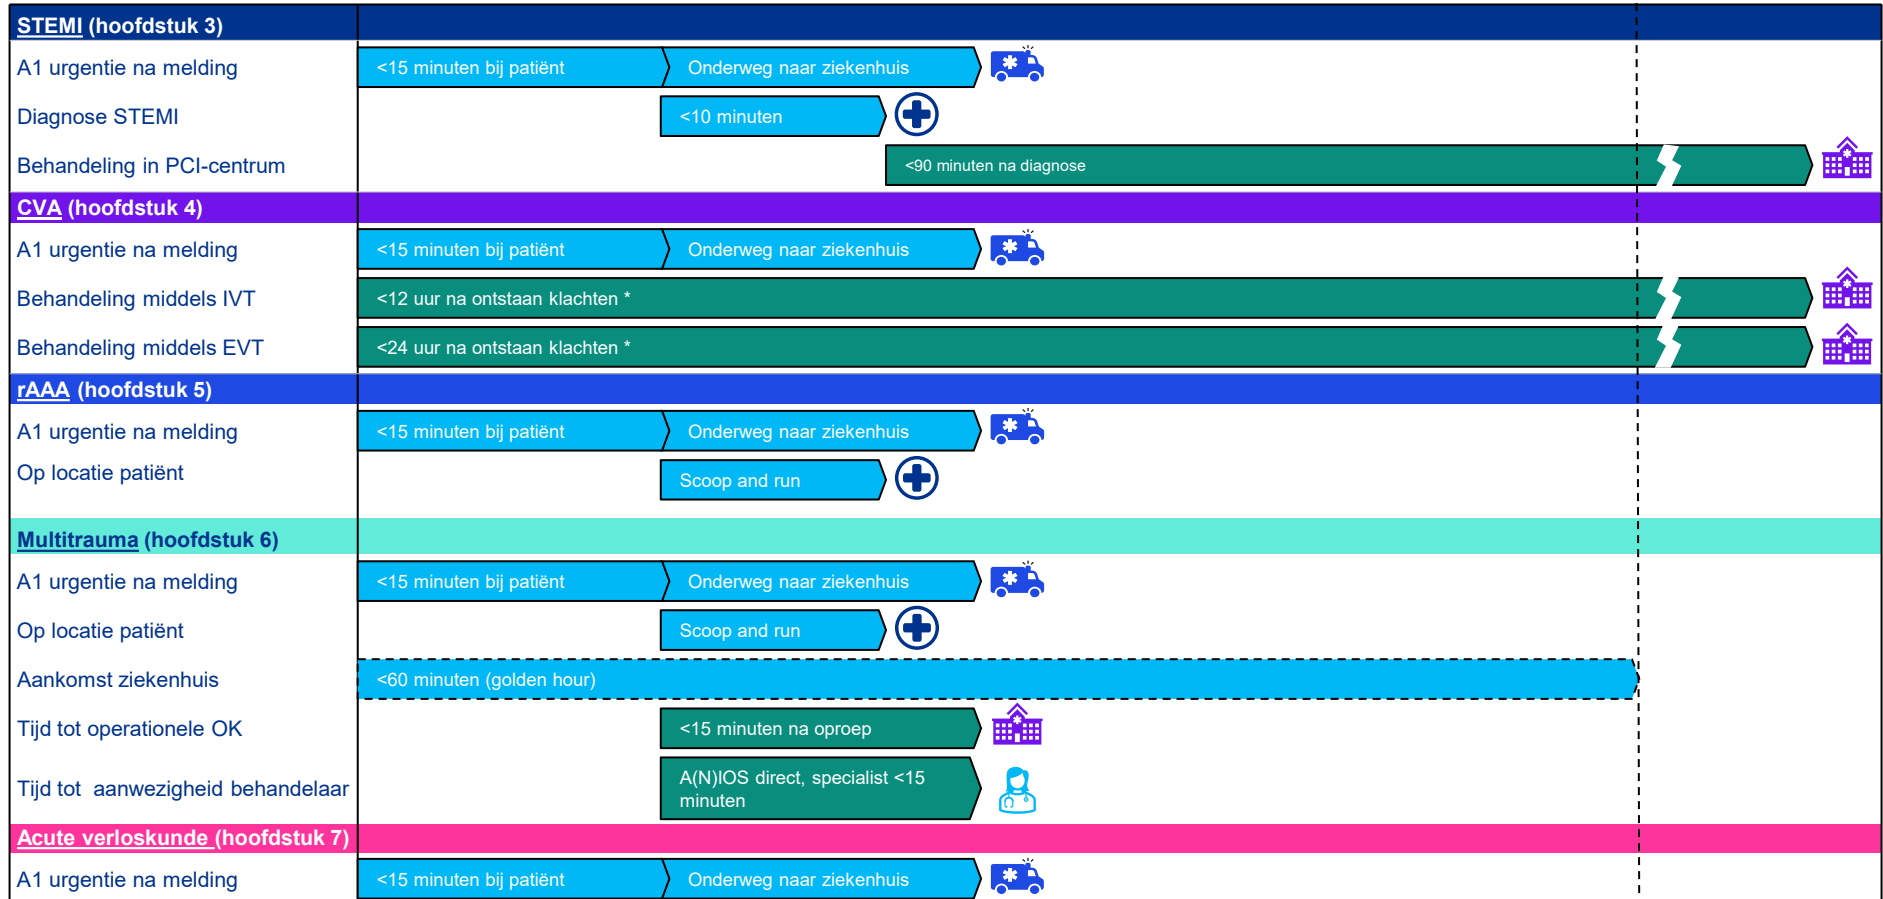 STEMI (hoofdstuk 3)
A1 urgentie na melding
<15 minuten bij patiënt
Onderweg naar ziekenhuis
Diagnose STEMI
<10 minuten
Behandeling in PCI-centrum
<90 minuten na diagnose
CVA (hoofdstuk 4)
A1 urgentie na melding
<15 minuten bij patiënt
Onderweg naar ziekenhuis
Behandeling middels IVT
<12 uur na ontstaan klachten *
Behandeling middels EVT
<24 uur na ontstaan klachten *
rAAA (hoofdstuk 5)
A1 urgentie na melding
<15 minuten bij patiënt
Onderweg naar ziekenhuis
Op locatie patiënt
Scoop and run
Multitrauma (hoofdstuk 6)
A1 urgentie na melding
<15 minuten bij patiënt
Onderweg naar ziekenhuis
Op locatie patiënt
Scoop and run
Aankomst ziekenhuis
<60 minuten (golden hour)
Tijd tot operationele OK
<15 minuten na oproep
Tijd tot aanwezigheid behandelaar
A(N)IOS direct, specialist <15
minuten
Acute verloskunde (hoofdstuk 7)
A1 urgentie na melding
<15 minuten bij patiënt
Onderweg naar ziekenhuis